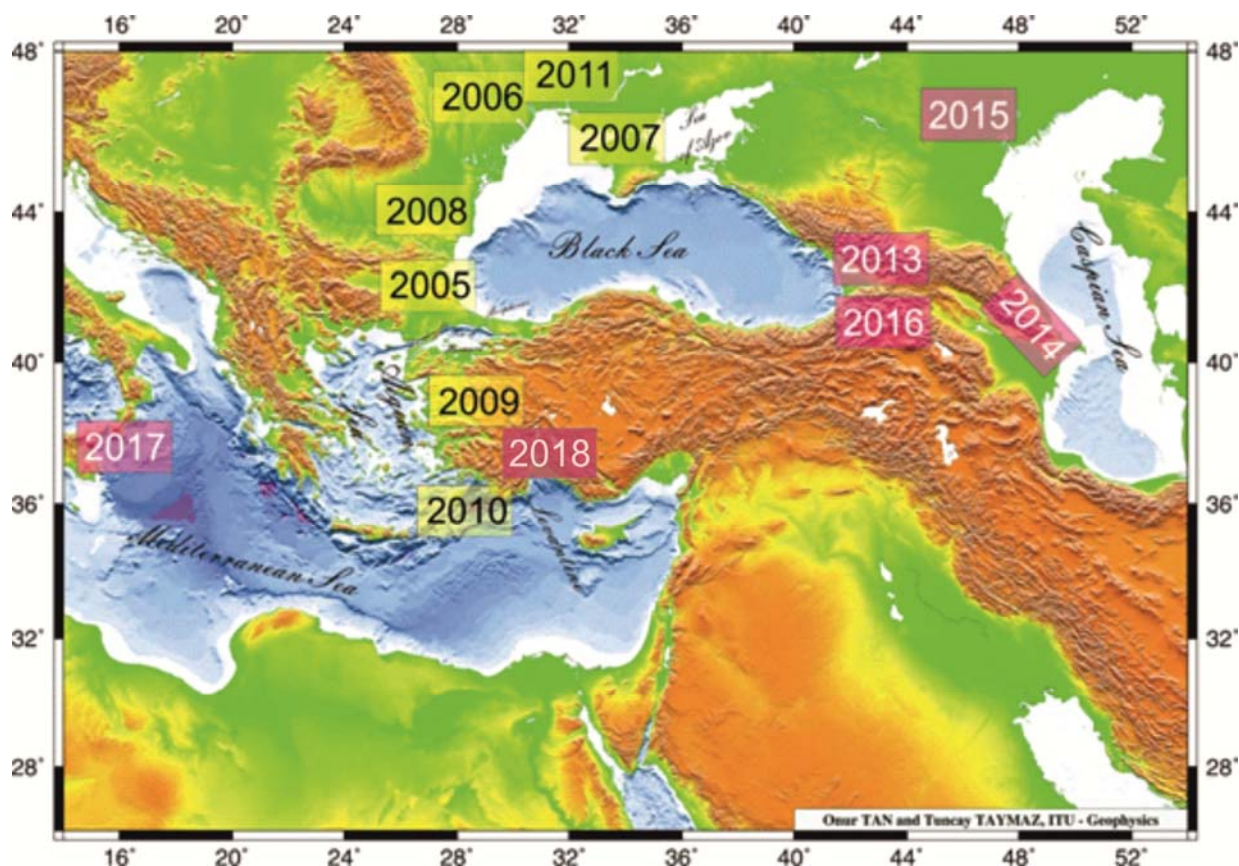 16° 20° 24° 28° 32° 36° 40° 44° 48° 52°
48° 48°
2011
2006
2015
2007
Sea
of Azov
44° 44°
2008
Black Sea
Caspian Sea
2013
2005
2014
2016
40° 40°
Aegean
Sea
2009
2017
2018
36° 36°
2010
Levantine
Mediterranean Sea
32° 32°
28° 28°
Onur TAN and Tuncay TAYMAZ, ITU - Geophysics
16° 20° 24° 28° 32° 36° 40° 44° 48° 52°